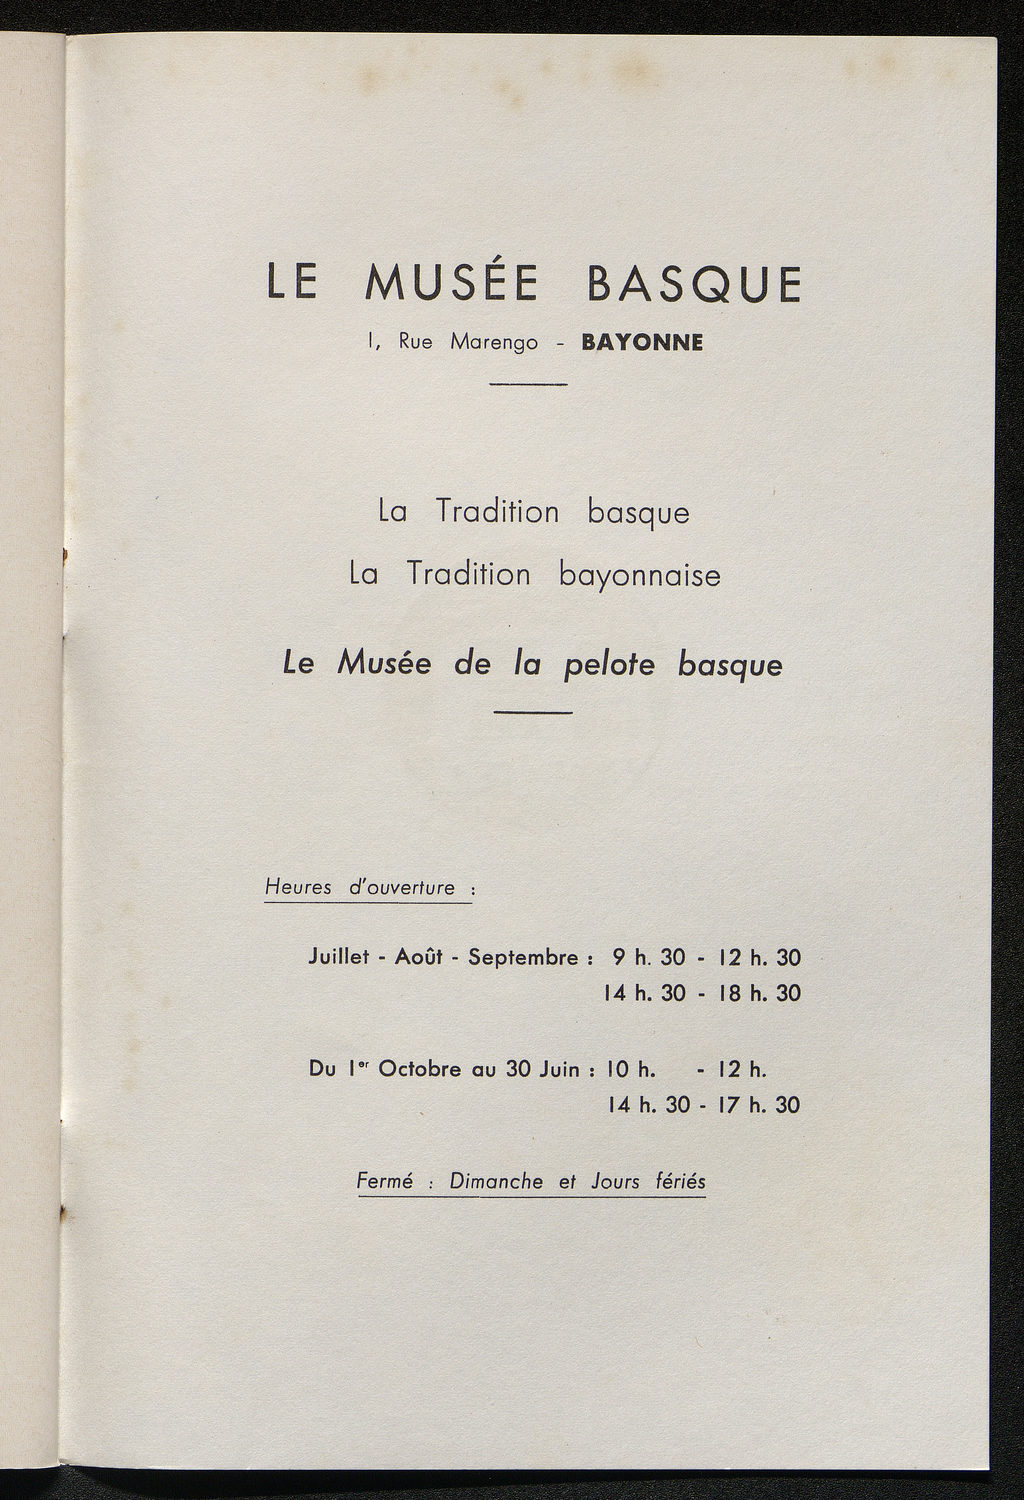 LE MUSÉE BASQUE
1, Rue Marengo - BAYONNE
La Tradition basque
La Tradition bayonnaise
Le Musée de la pelote basque
Heures d'ouverture :
Juillet - Août - Septembre : 9 h. 30 - 12 h. 30
14 h. 30 - 18 h. 30
Du 1er Octobre au 30 Juin : 10 h. - 12 h.
14 h. 30 - 17 h. 30
Fermé : Dimanche et Jours fériés